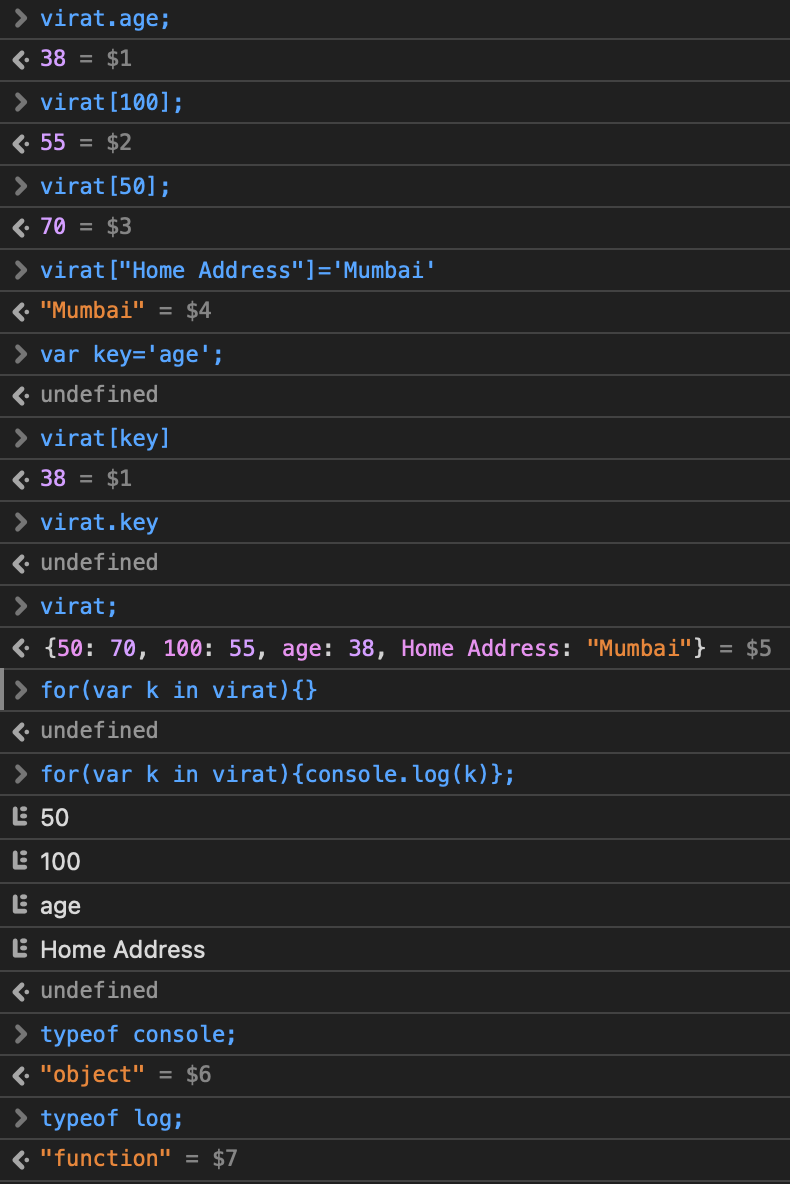 virat.age;
38 = $1
virat[100];
55 = $2
virat[50];
70 = $3
virat["Home Address"]='Mumbai'
"Mumbai" = $4
var key='age';
undefined
virat[key]
38 = $1
virat.key
undefined
virat;
{50: 70, 100: 55, age: 38, Home Address: "Mumbai"} = $5
for(var k in virat){}
undefined
for(var k in virat){console.log(k)};
50
100
age
Home Address
undefined
typeof console;
"object" = $6
typeof log;
"function" = $7